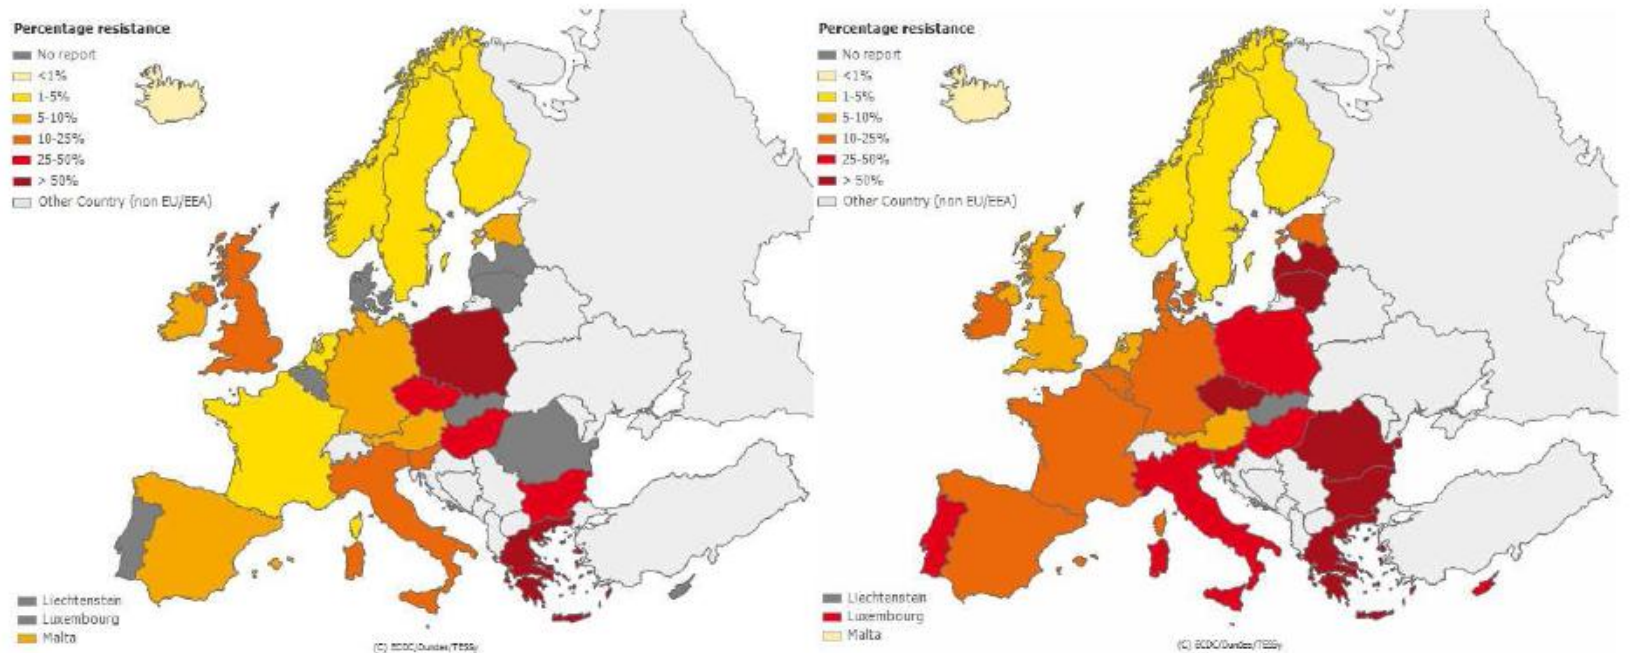 Percentage resistance
No report
<1%
1-5%
5-10%
10-25%
25-50%
> 50%
Other Country (non EU/EEA)
Liechtenstein
Luxembourg
Malta
(C) ECDC/Dundas/TESSy
Percentage resistance
No report
<1%
1-5%
5-10%
10-25%
25-50%
> 50%
Other Country (non EU/EEA)
Liechtenstein
Luxembourg
Malta
(C) ECDC/Dundas/TESSy